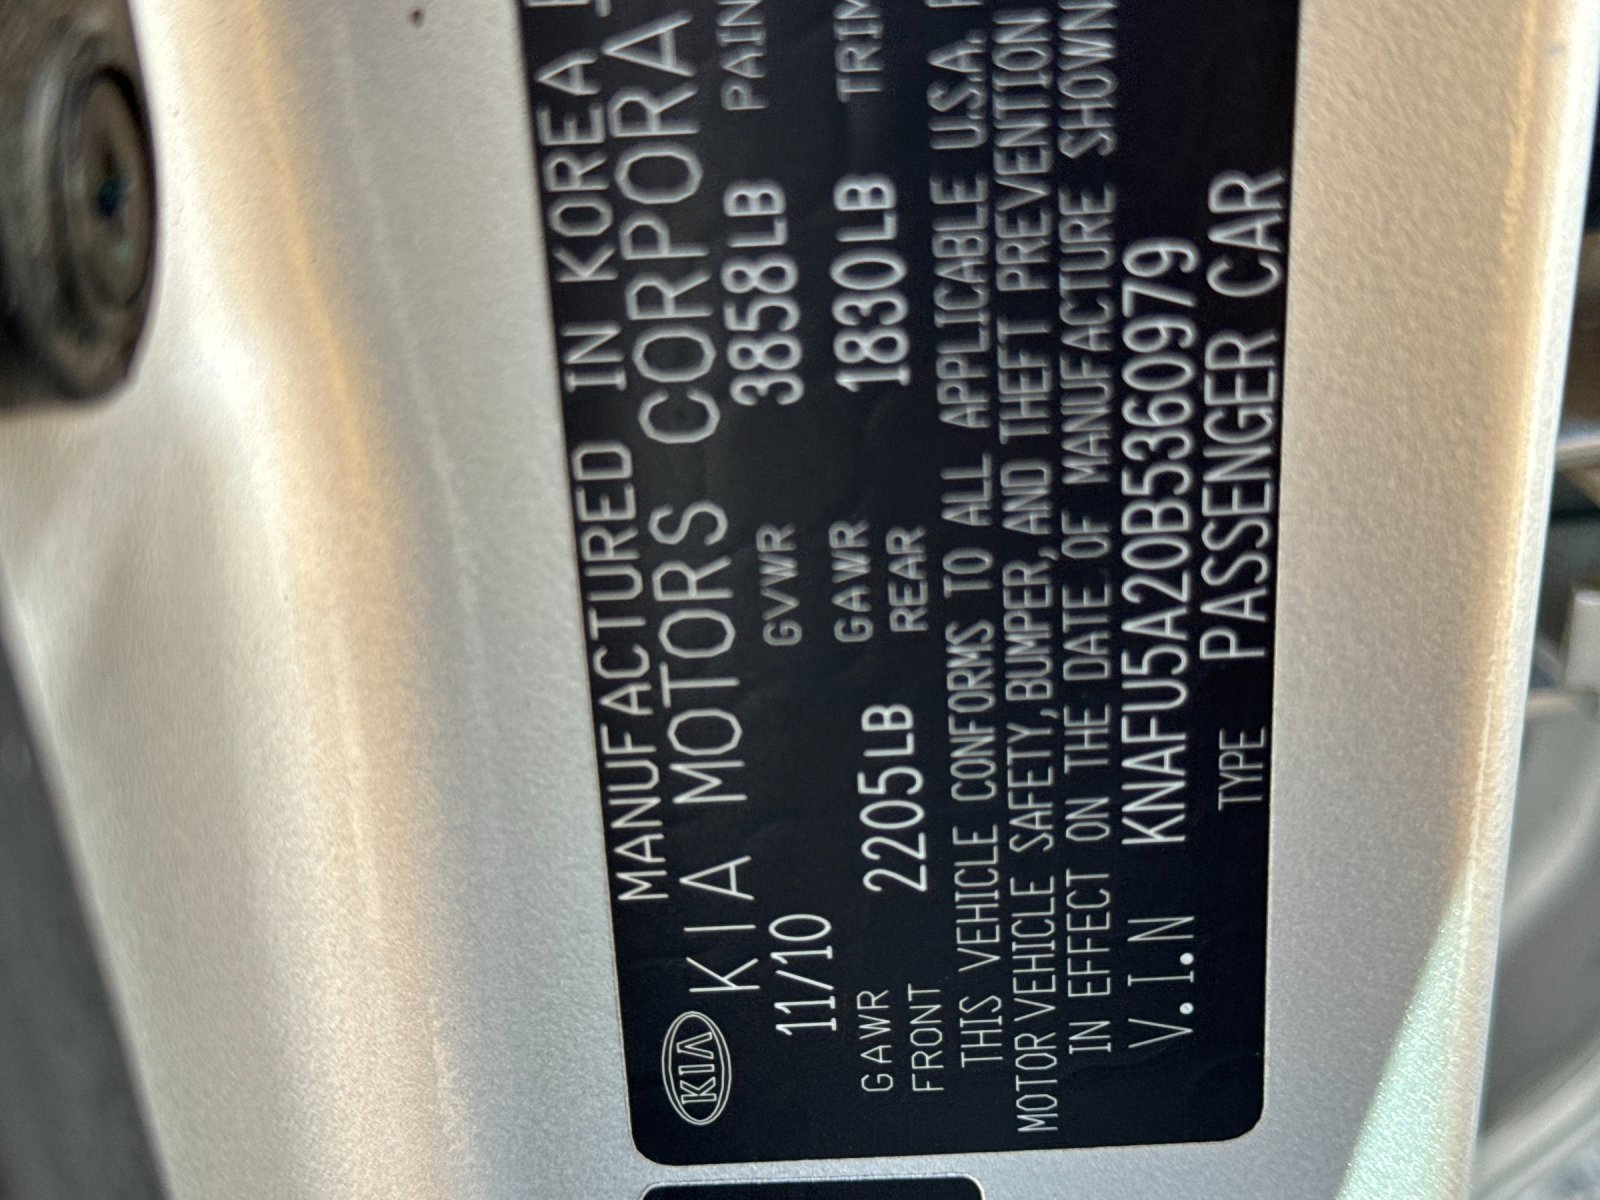 MANUFACTURED IN KOREA
KIA KIA MOTORS CORPORA
11/10 GVWR 3858LB PAIN
GAWR FRONT 2205LB GAWR REAR 1830LB TRIM
THIS VEHICLE CONFORMS TO ALL APPLICABLE U.S.A.
MOTOR VEHICLE SAFETY, BUMPER, AND THEFT PREVENTION
IN EFFECT ON THE DATE OF MANUFACTURE SHOWN
V.I.N KNAFU5A20B5360979
TYPE PASSENGER CAR